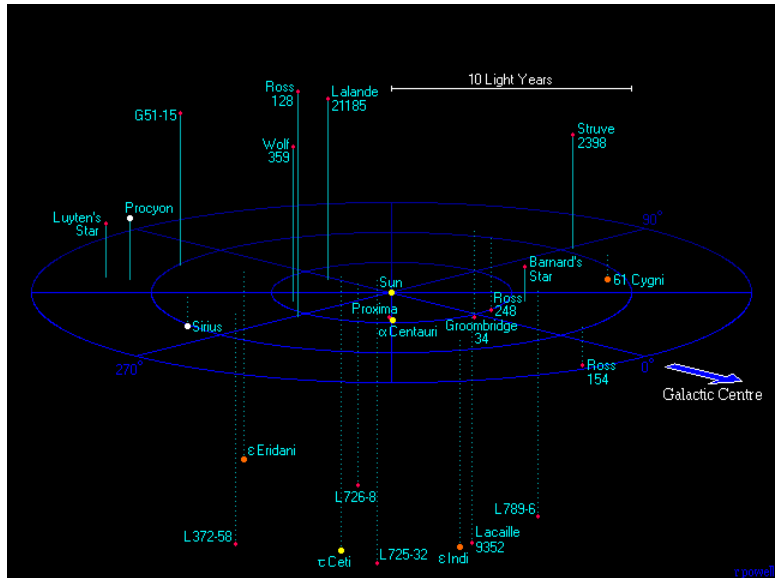 10 Light Years
Ross
128
Lalande
21185
G51-15
Struve
2398
Wolf
359
Luyten's
Star
Procyon
90°
Barnard's
Star
61 Cygni
Sun
Proxima
α Centauri
Ross
248
Groombridge
34
Sirius
270°
0°
Ross
154
Galactic Centre
ε Eridani
L726-8
L789-6
L372-58
τ Ceti
L725-32
ε Indi
Lacaille
9352